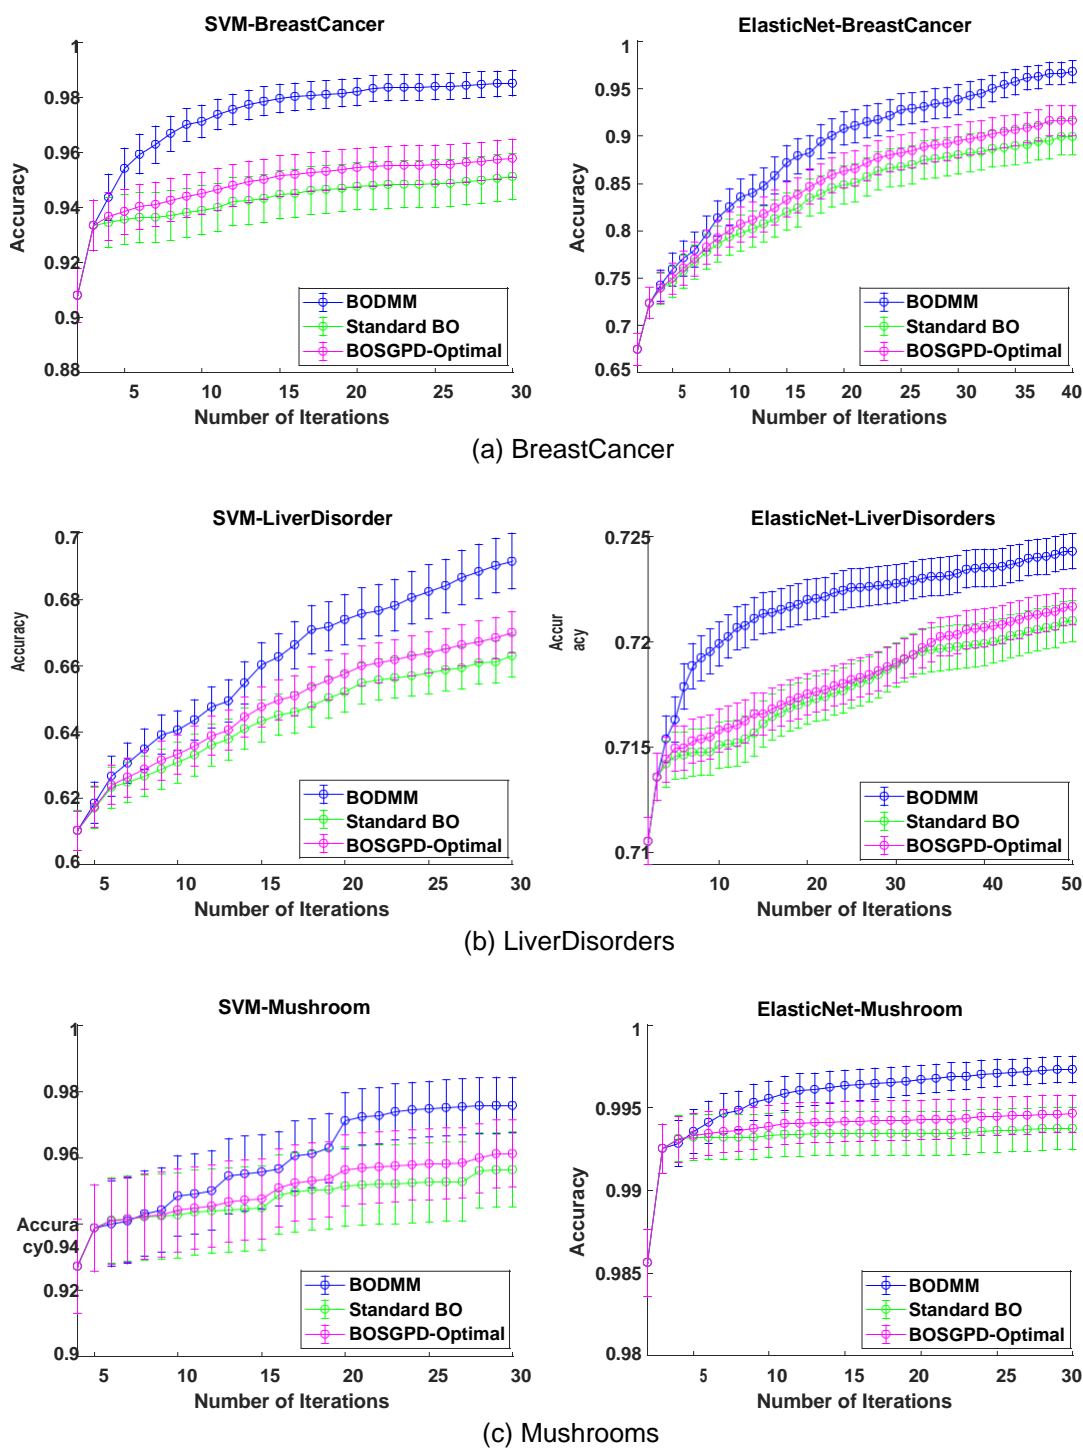 SVM-BreastCancer
1
0.98
0.96
0.94
0.92
0.9
0.88
Accuracy
BODMM
Standard BO
BOSGPD-Optimal
5 10 15 20 25 30
Number of Iterations
ElasticNet-BreastCancer
1
0.95
0.9
0.85
0.8
0.75
0.7
0.65
Accuracy
BODMM
Standard BO
BOSGPD-Optimal
5 10 15 20 25 30 35 40
Number of Iterations
(a) BreastCancer
SVM-LiverDisorder
0.7
0.68
0.66
0.64
0.62
0.6
Accuracy
BODMM
Standard BO
BOSGPD-Optimal
5 10 15 20 25 30
Number of Iterations
ElasticNet-LiverDisorders
0.725
0.72
0.715
0.71
Accur
acy
BODMM
Standard BO
BOSGPD-Optimal
10 20 30 40 50
Number of Iterations
(b) LiverDisorders
SVM-Mushroom
1
0.98
0.96
Accura
cy0.94
0.92
0.9
BODMM
Standard BO
BOSGPD-Optimal
5 10 15 20 25 30
Number of Iterations
ElasticNet-Mushroom
1
0.995
0.99
0.985
0.98
Accuracy
BODMM
Standard BO
BOSGPD-Optimal
5 10 15 20 25 30
Number of Iterations
(c) Mushrooms